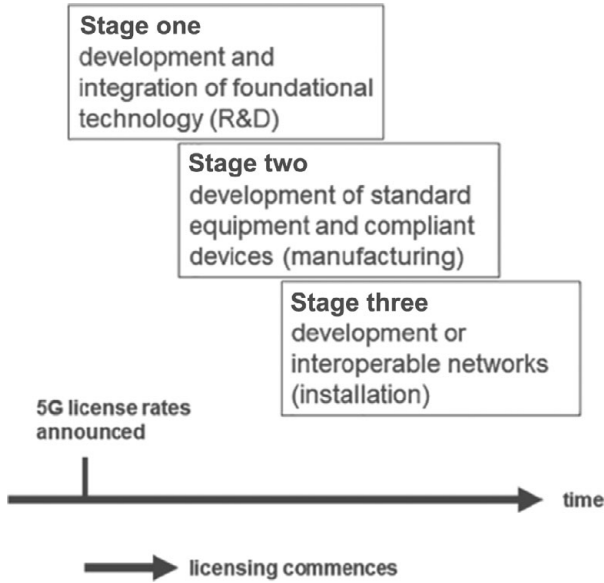 Stage one
development and
integration of foundational
technology (R&D)
Stage two
development of standard
equipment and compliant
devices (manufacturing)
Stage three
development or
interoperable networks
(installation)
5G license rates
announced
time
licensing commences